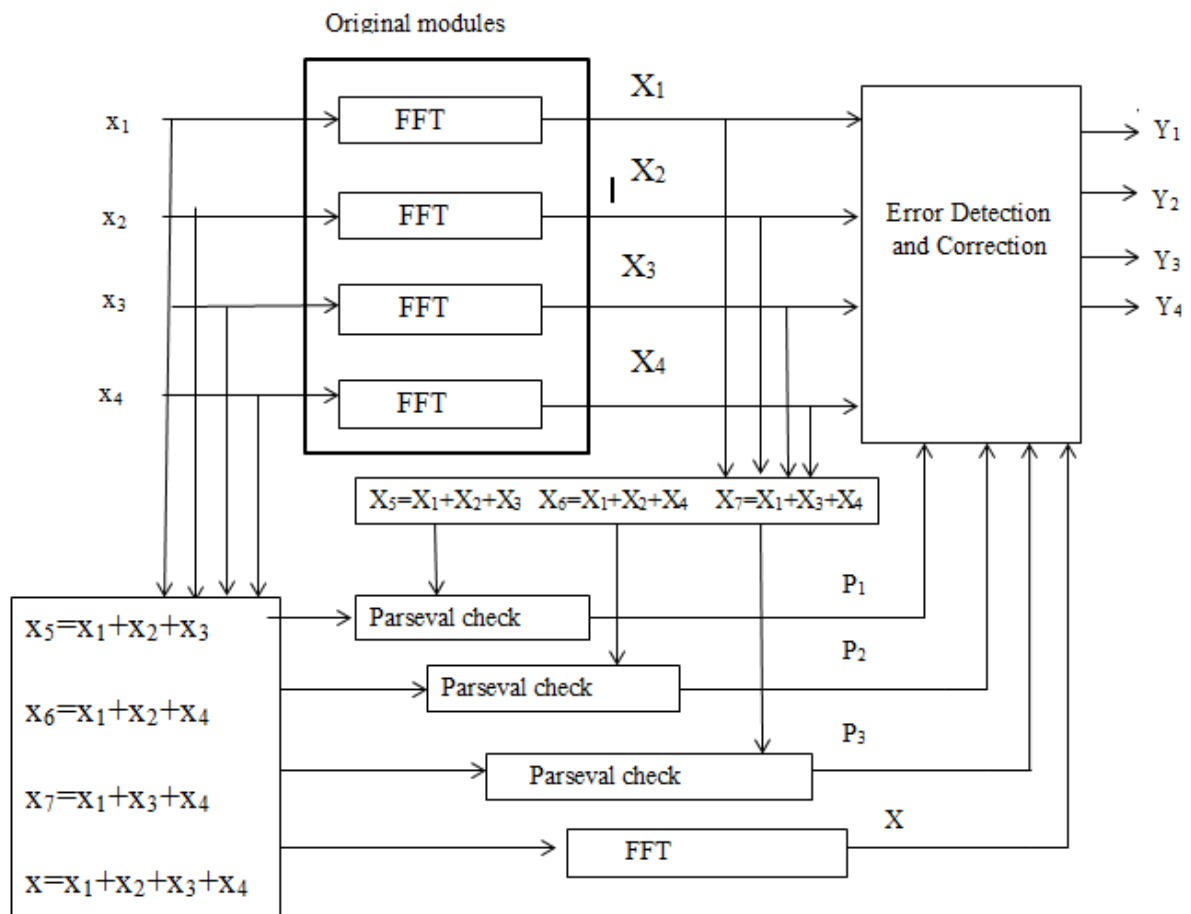 Original modules
x₁
FFT
X₁
Y₁
x₂
FFT
X₂
Y₂
Error Detection
and Correction
x₃
FFT
X₃
Y₃
x₄
FFT
X₄
Y₄
X₅=X₁+X₂+X₃ X₆=X₁+X₂+X₄ X₇=X₁+X₃+X₄
x₅=x₁+x₂+x₃
Parseval check
P₁
x₆=x₁+x₂+x₄
Parseval check
P₂
x₇=x₁+x₃+x₄
Parseval check
P₃
x=x₁+x₂+x₃+x₄
FFT
X